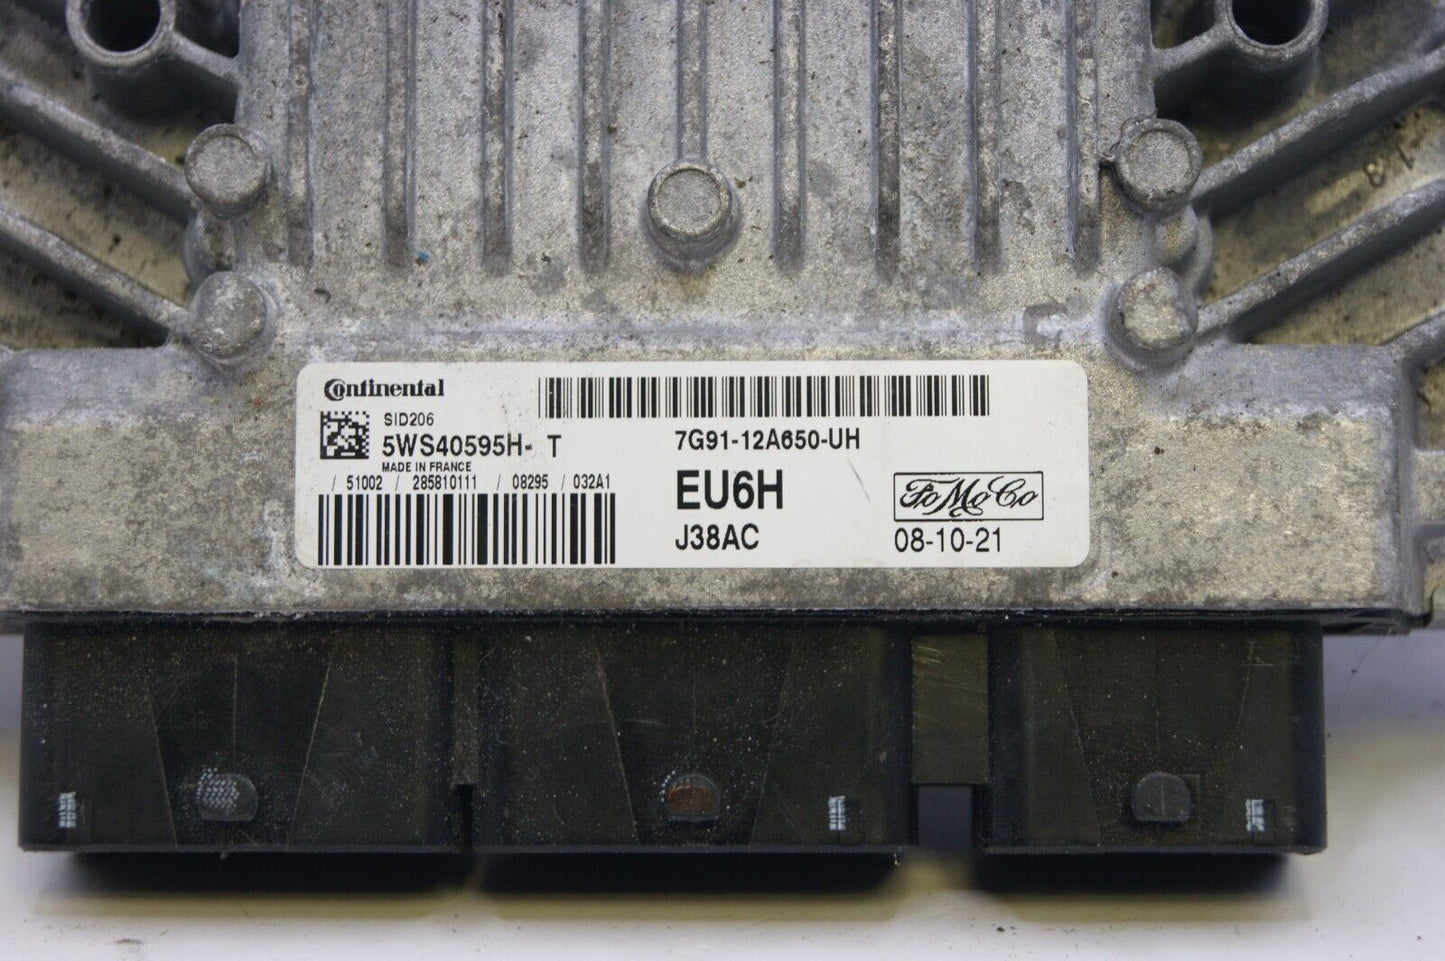 Continental
SID206
5WS40595H- T
MADE IN FRANCE
/ 51002 / 285810111 / 08295 / 032A1
7G91-12A650-UH
EU6H
J38AC
FoMoCo
08-10-21